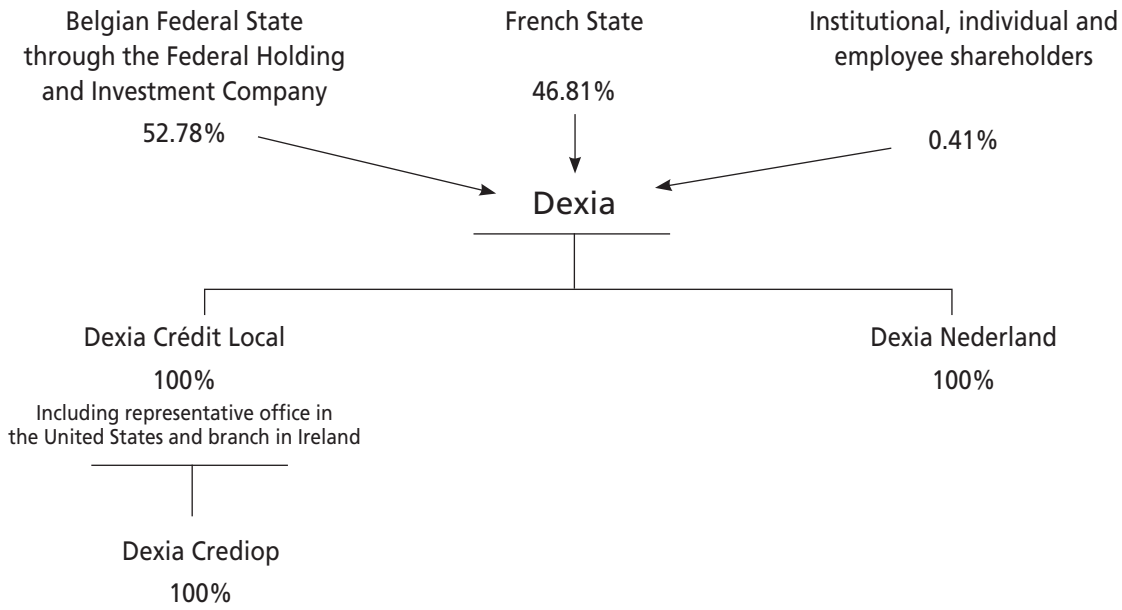 Belgian Federal State
through the Federal Holding
and Investment Company
52.78%
French State
46.81%
Institutional, individual and
employee shareholders
0.41%
Dexia
Dexia Crédit Local
100%
Including representative office in
the United States and branch in Ireland
Dexia Nederland
100%
Dexia Crediop
100%